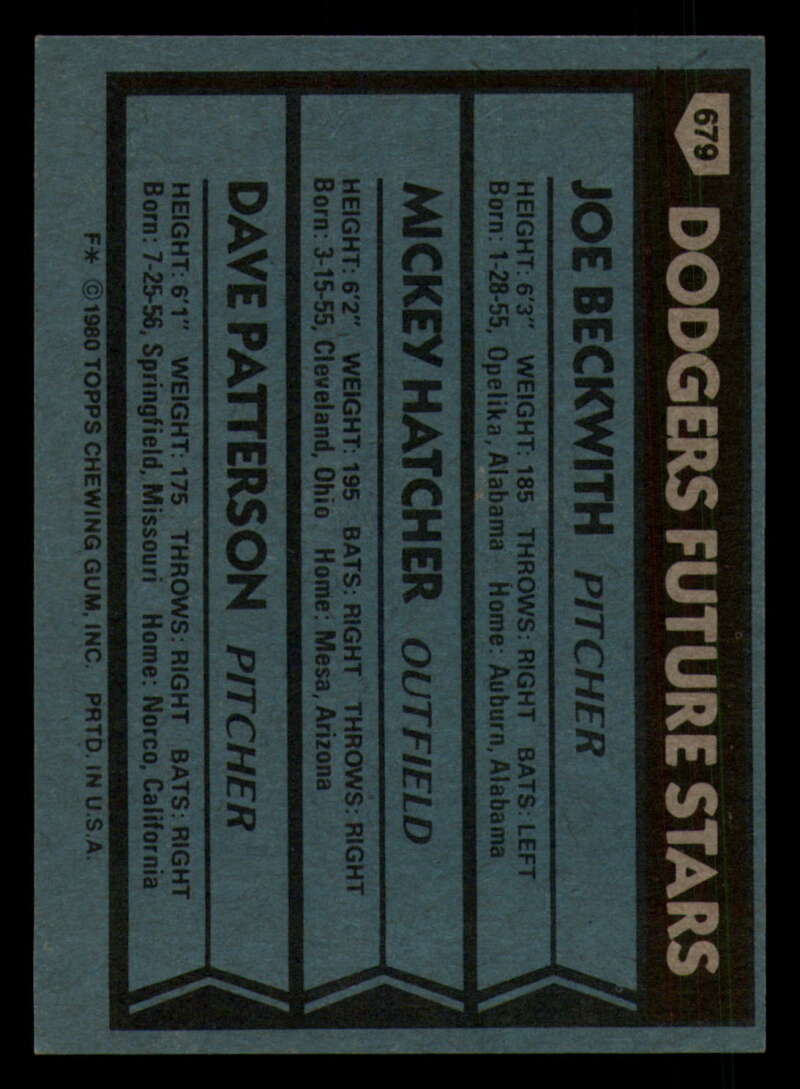 679 DODGERS FUTURE STARS
JOE BECKWITH PITCHER
HEIGHT: 6'3" WEIGHT: 185 THROWS: RIGHT BATS: LEFT
Born: 1-28-55, Opelika, Alabama Home: Auburn, Alabama
MICKEY HATCHER OUTFIELD
HEIGHT: 6'2" WEIGHT: 195 BATS: RIGHT THROWS: RIGHT
Born: 3-15-55, Cleveland, Ohio Home: Mesa, Arizona
DAVE PATTERSON PITCHER
HEIGHT: 6'1" WEIGHT: 175 THROWS: RIGHT BATS: RIGHT
Born: 7-25-56, Springfield, Missouri Home: Norco, California
F* ©1980 TOPPS CHEWING GUM, INC. PRTD. IN U.S.A.